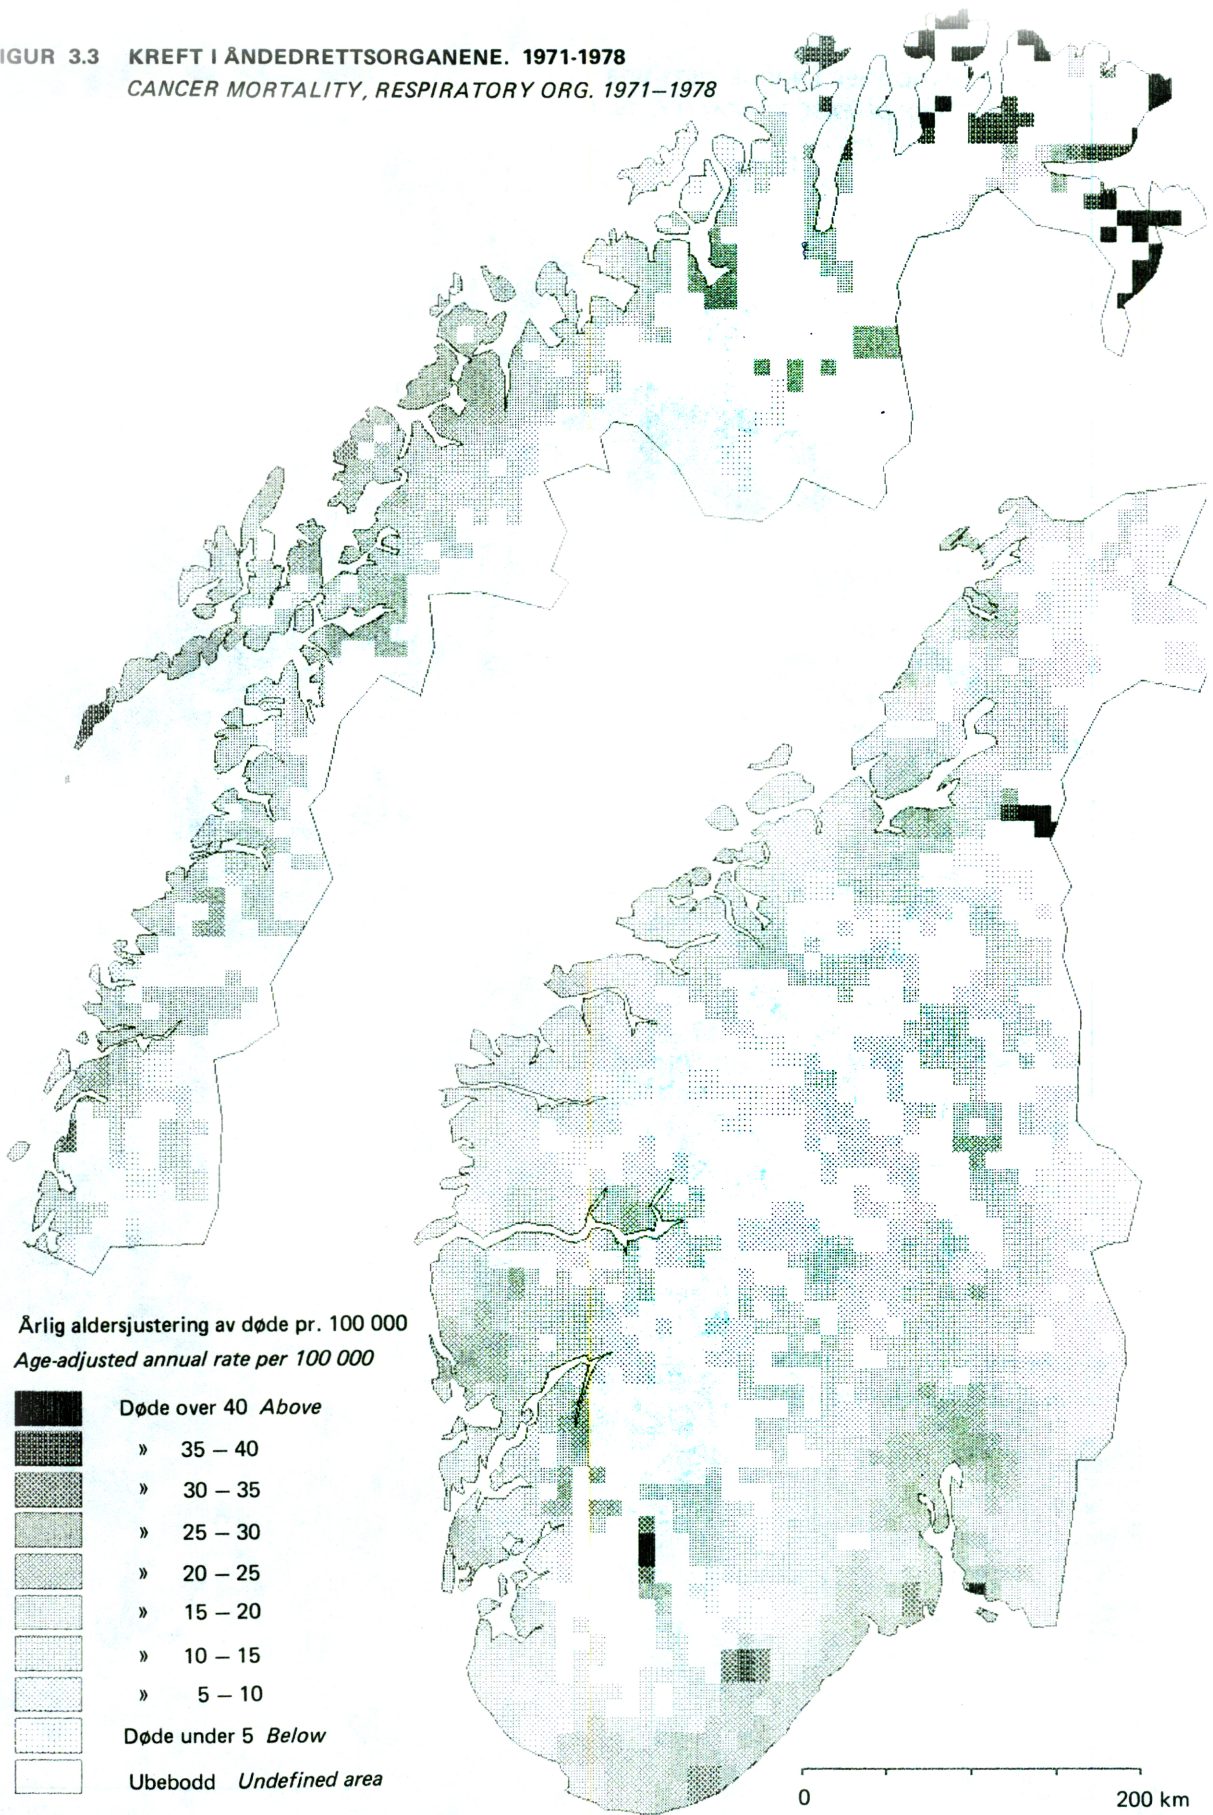 IGUR 3.3 KREFT I ÅNDEDRETTSORGANENE. 1971-1978
CANCER MORTALITY, RESPIRATORY ORG. 1971–1978
Årlig aldersjustering av døde pr. 100 000
Age-adjusted annual rate per 100 000
Døde over 40 Above
» 35 – 40
» 30 – 35
» 25 – 30
» 20 – 25
» 15 – 20
» 10 – 15
» 5 – 10
Døde under 5 Below
Ubebodd Undefined area
0 200 km